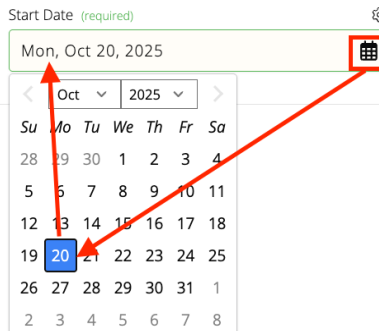 Start Date (required)
Mon, Oct 20, 2025
Oct 2025
Su Mo Tu We Th Fr Sa
28 29 30 1 2 3 4
5 6 7 8 9 10 11
12 13 14 15 16 17 18
19 20 21 22 23 24 25
26 27 28 29 30 31 1
2 3 4 5 6 7 8